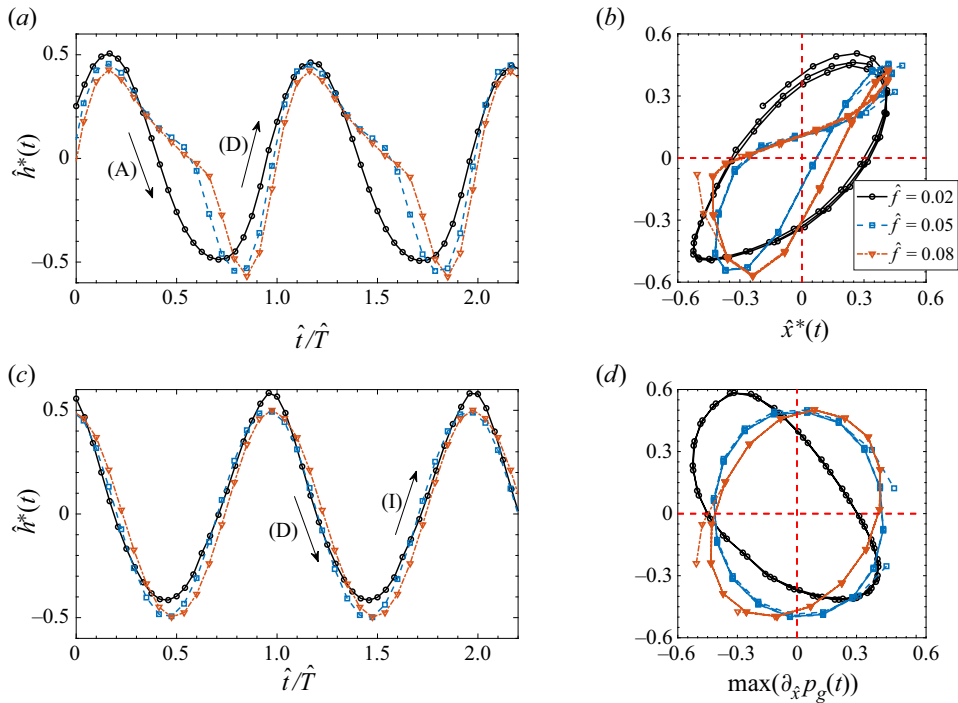 (a)
0.5
0
−0.5
ĥ*(t)
(A)
(D)
0 0.5 1.0 1.5 2.0
t̂/T̂
(b)
0.6
0.3
0
−0.3
−0.6
−0.6 −0.3 0 0.3 0.6
x̂*(t)
f̂ = 0.02
f̂ = 0.05
f̂ = 0.08
(c)
0.5
0
−0.5
ĥ*(t)
(D)
(I)
0 0.5 1.0 1.5 2.0
t̂/T̂
(d)
0.6
0.3
0
−0.3
−0.6
−0.6 −0.3 0 0.3 0.6
max(∂x̂ pg(t))